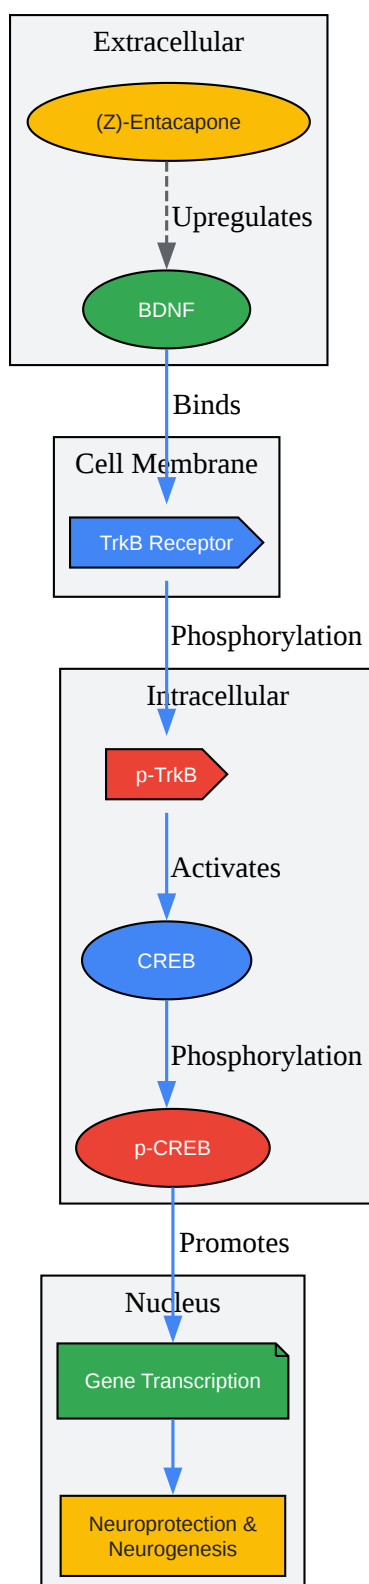 Extracellular
(Z)-Entacapone
Upregulates
BDNF
Binds
Cell Membrane
TrkB Receptor
Phosphorylation
Intracellular
p-TrkB
Activates
CREB
Phosphorylation
p-CREB
Promotes
Nucleus
Gene Transcription
Neuroprotection &
Neurogenesis